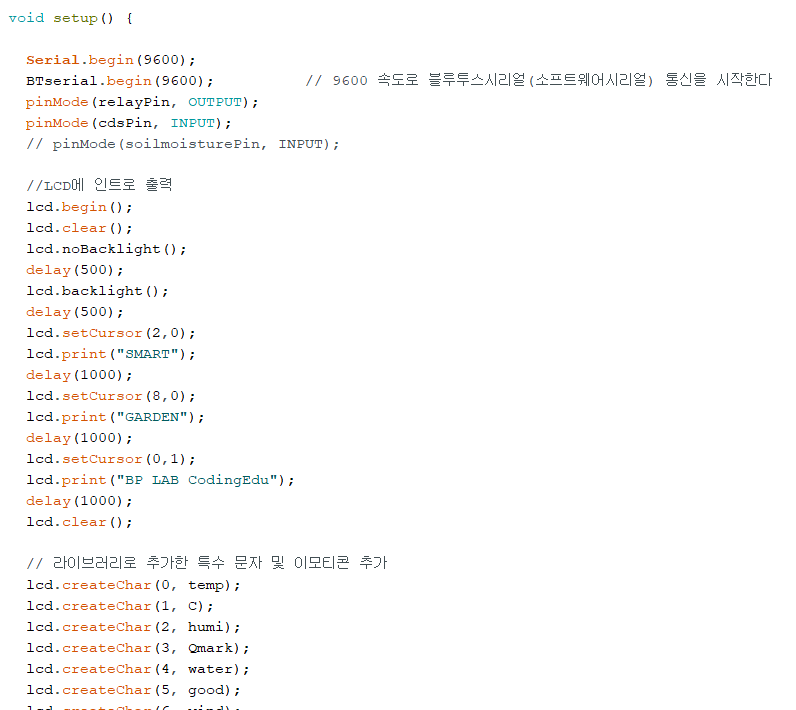 void setup() {
Serial.begin(9600);
BTserial.begin(9600); // 9600 속도로 블루투스시리얼(소프트웨어시리얼) 통신을 시작한다
pinMode(relayPin, OUTPUT);
pinMode(cdsPin, INPUT);
// pinMode(soilmoisturePin, INPUT);
//LCD에 인트로 출력
lcd.begin();
lcd.clear();
lcd.noBacklight();
delay(500);
lcd.backlight();
delay(500);
lcd.setCursor(2,0);
lcd.print("SMART");
delay(1000);
lcd.setCursor(8,0);
lcd.print("GARDEN");
delay(1000);
lcd.setCursor(0,1);
lcd.print("BP LAB CodingEdu");
delay(1000);
lcd.clear();
// 라이브러리로 추가한 특수 문자 및 이모티콘 추가
lcd.createChar(0, temp);
lcd.createChar(1, C);
lcd.createChar(2, humi);
lcd.createChar(3, Qmark);
lcd.createChar(4, water);
lcd.createChar(5, good);